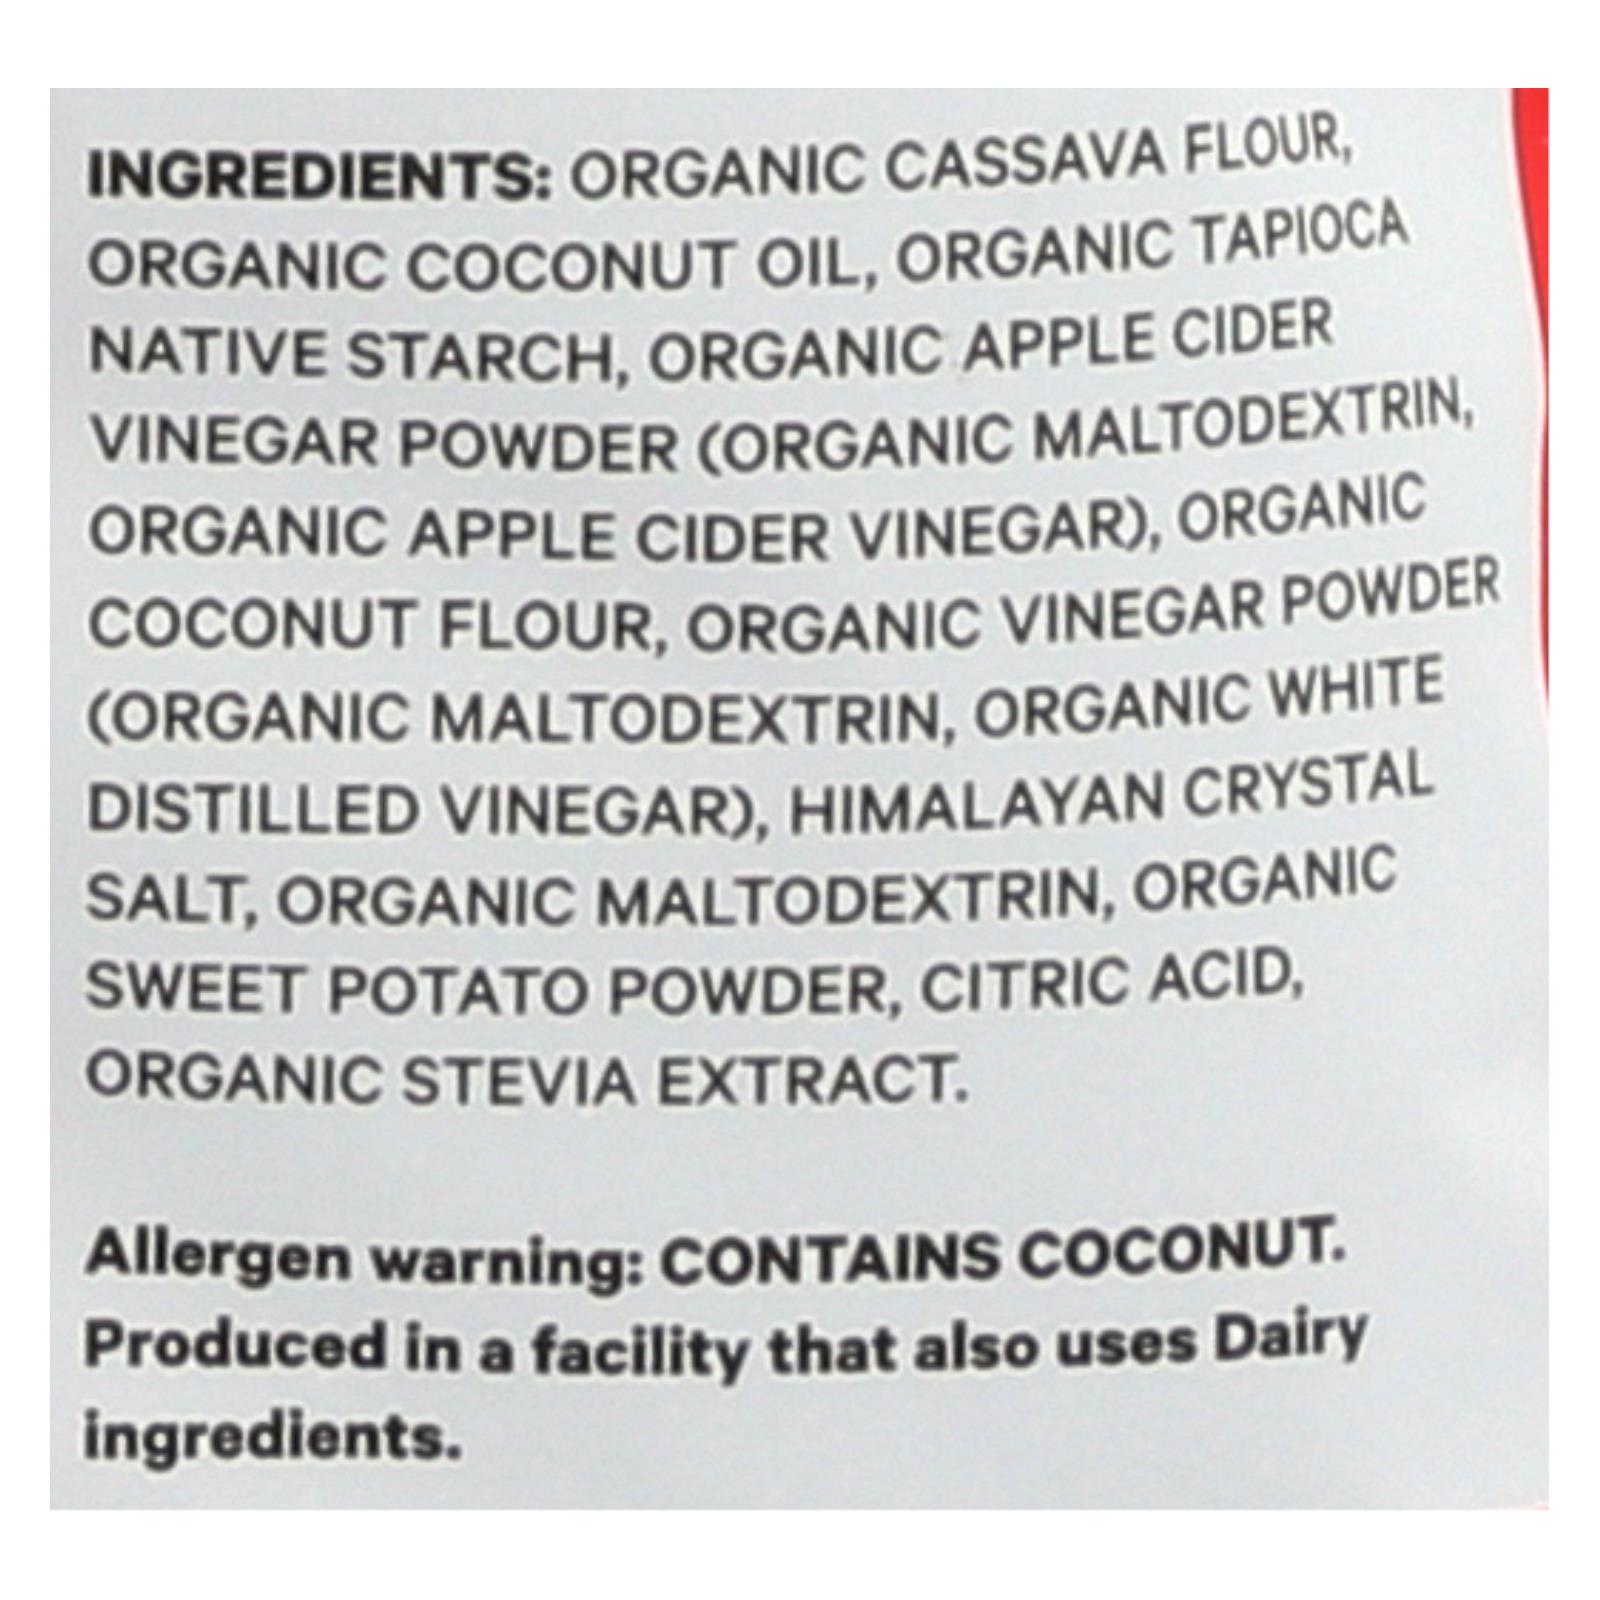 INGREDIENTS: ORGANIC CASSAVA FLOUR,
ORGANIC COCONUT OIL, ORGANIC TAPIOCA
NATIVE STARCH, ORGANIC APPLE CIDER
VINEGAR POWDER (ORGANIC MALTODEXTRIN,
ORGANIC APPLE CIDER VINEGAR), ORGANIC
COCONUT FLOUR, ORGANIC VINEGAR POWDER
(ORGANIC MALTODEXTRIN, ORGANIC WHITE
DISTILLED VINEGAR), HIMALAYAN CRYSTAL
SALT, ORGANIC MALTODEXTRIN, ORGANIC
SWEET POTATO POWDER, CITRIC ACID,
ORGANIC STEVIA EXTRACT.
Allergen warning: CONTAINS COCONUT.
Produced in a facility that also uses Dairy
ingredients.